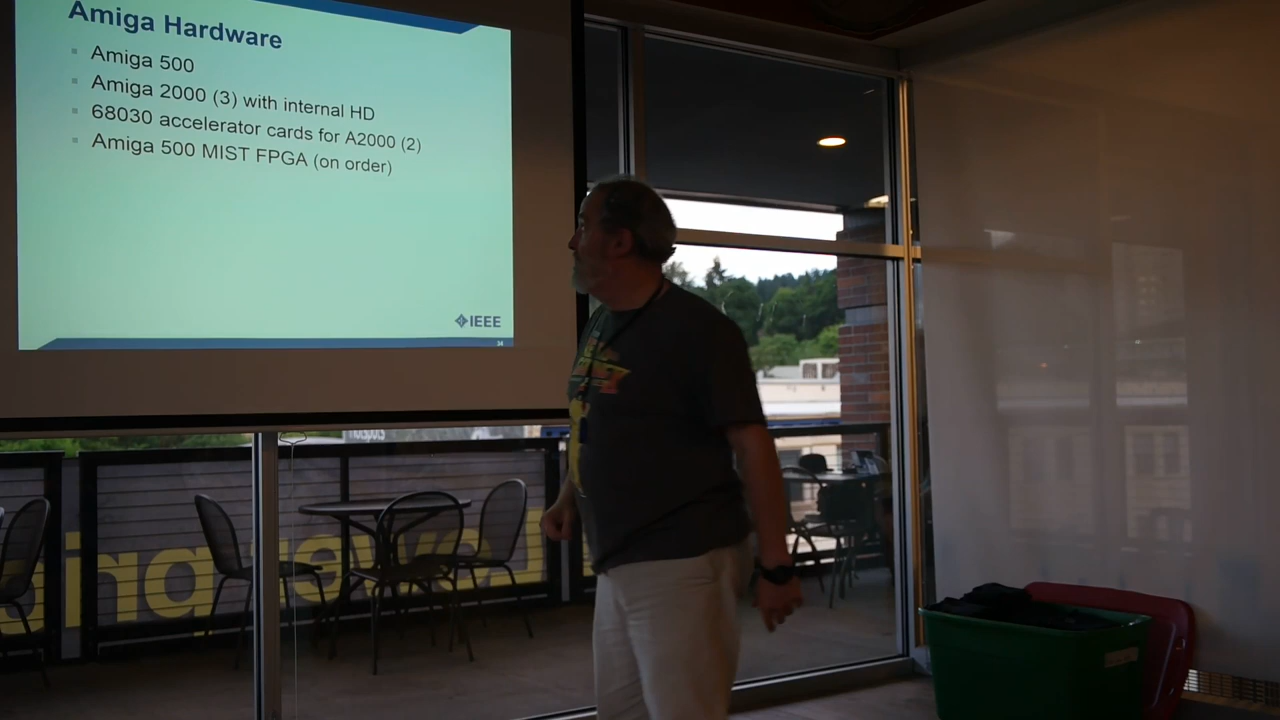 Amiga Hardware
Amiga 500
Amiga 2000 (3) with internal HD
68030 accelerator cards for A2000 (2)
Amiga 500 MIST FPGA (on order)
IEEE
34